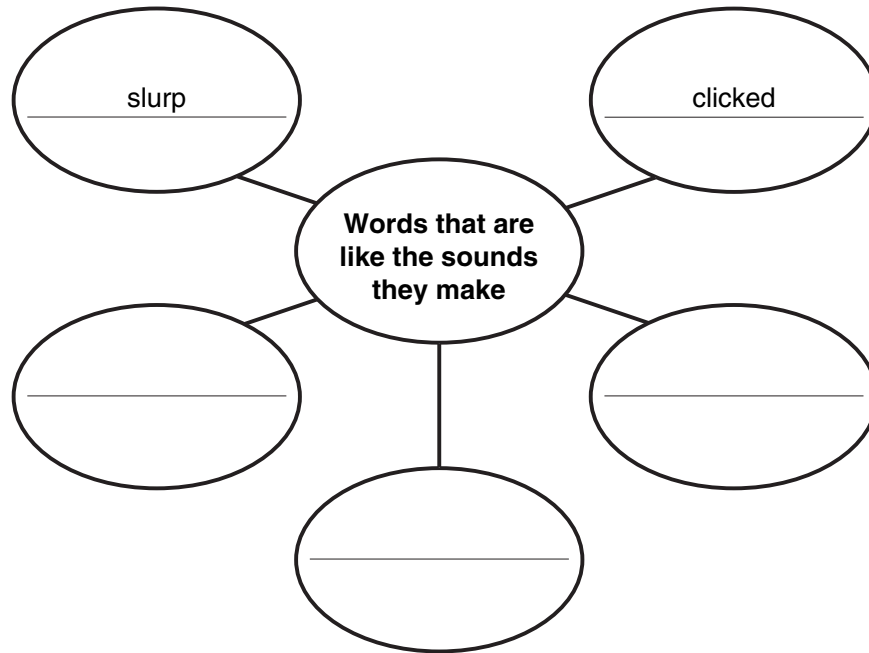 slurp
clicked
Words that are
like the sounds
they make